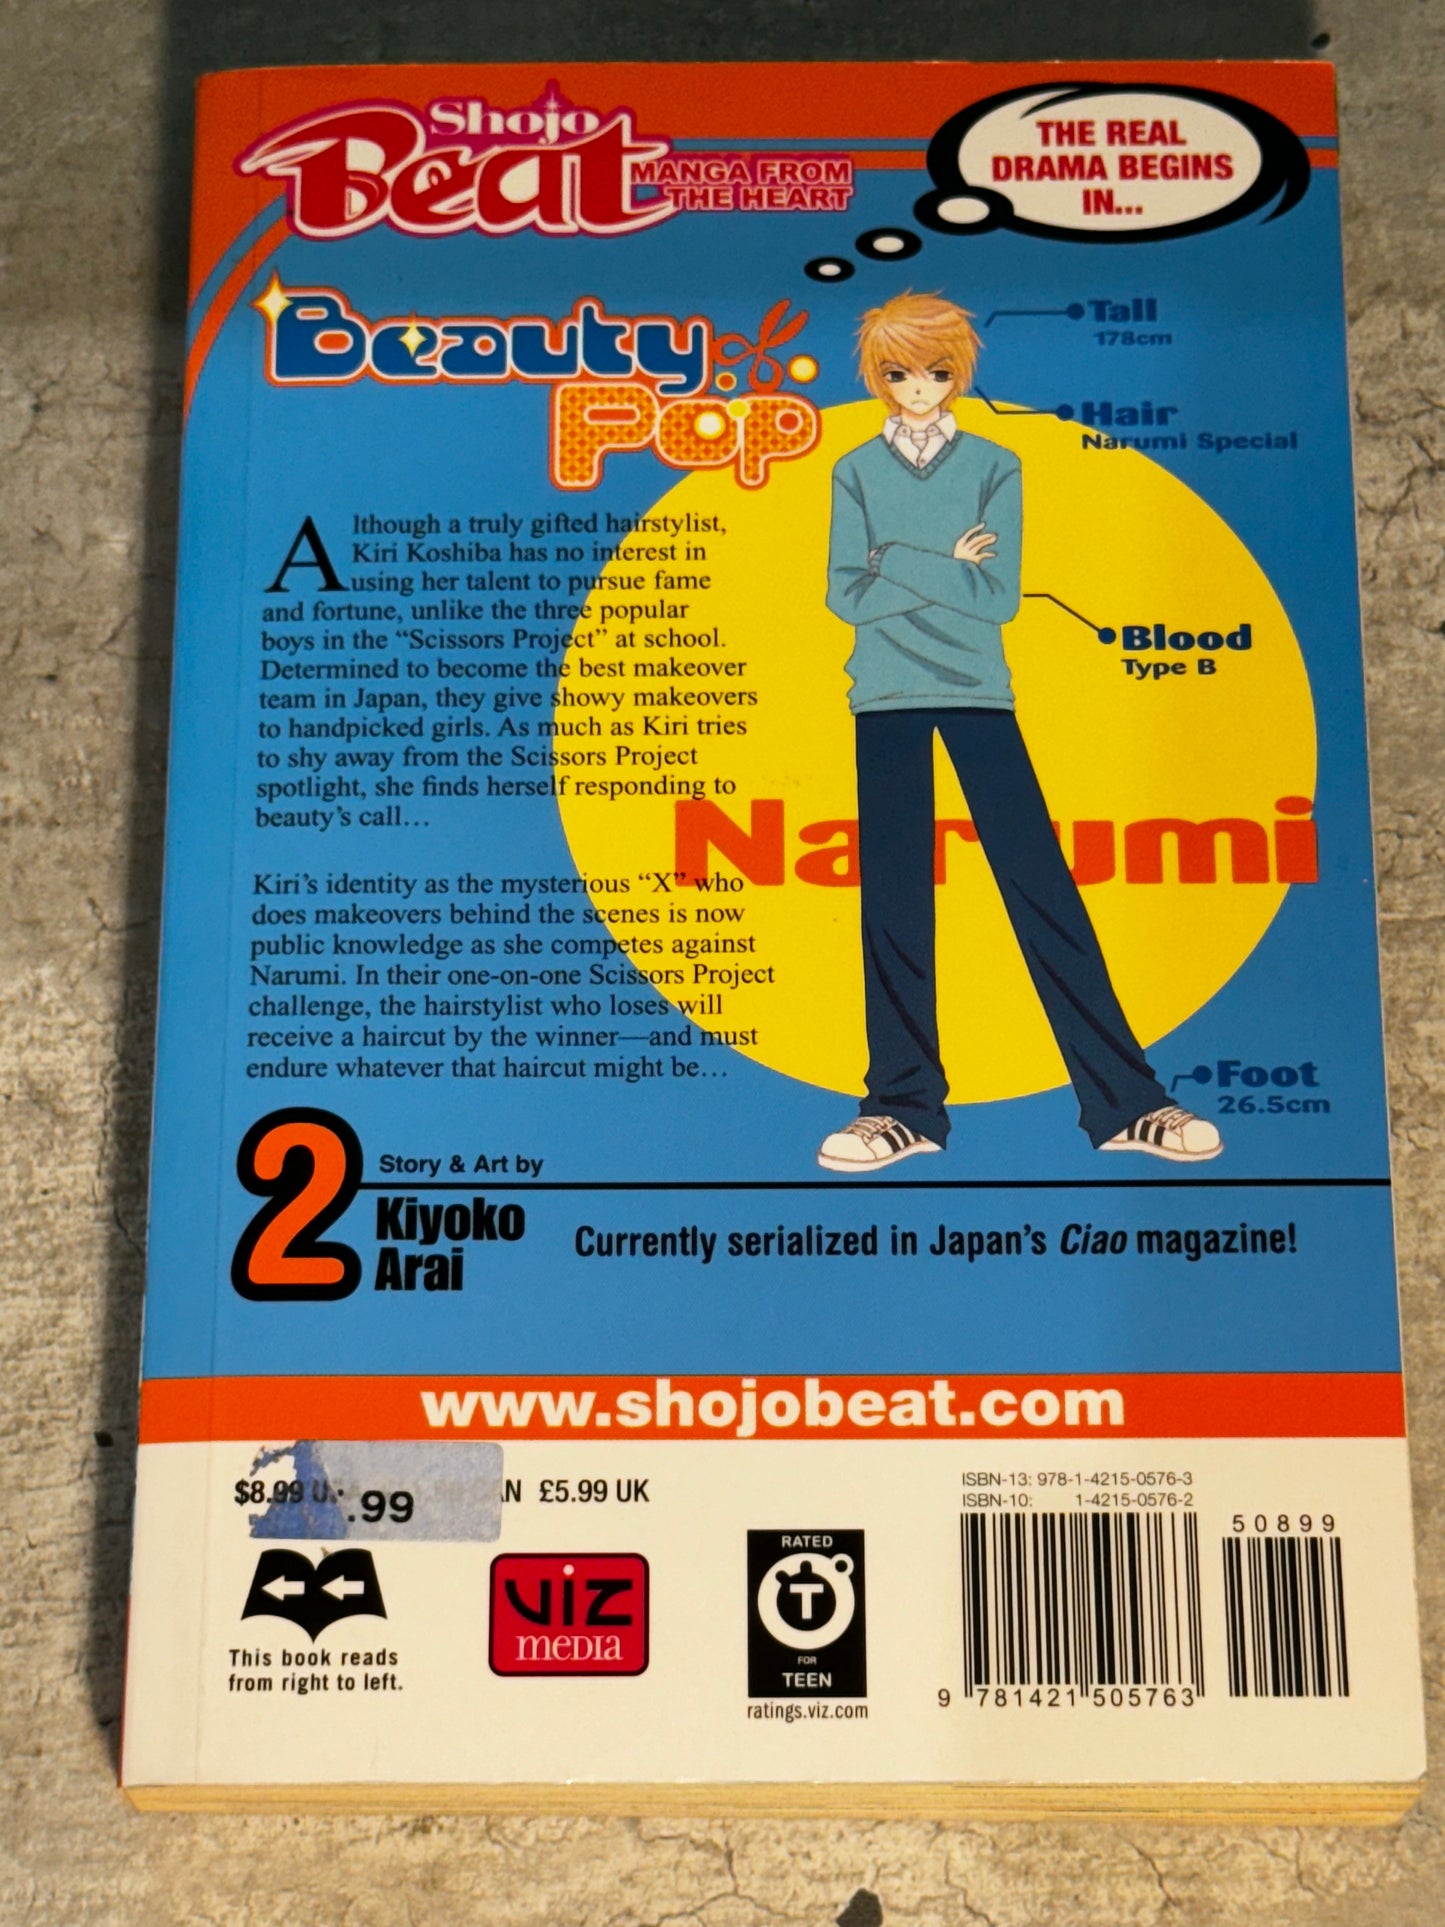 Shojo
Beat
MANGA FROM
THE HEART
THE REAL
DRAMA BEGINS
IN...
Beauty
Pop
Tall
178cm
Hair
Narumi Special
Blood
Type B
Narumi
Foot
26.5cm
Although a truly gifted hairstylist,
Kiri Koshiba has no interest in
using her talent to pursue fame
and fortune, unlike the three popular
boys in the “Scissors Project” at school.
Determined to become the best makeover
team in Japan, they give showy makeovers
to handpicked girls. As much as Kiri tries
to shy away from the Scissors Project
spotlight, she finds herself responding to
beauty’s call…
Kiri’s identity as the mysterious “X” who
does makeovers behind the scenes is now
public knowledge as she competes against
Narumi. In their one-on-one Scissors Project
challenge, the hairstylist who loses will
receive a haircut by the winner—and must
endure whatever that haircut might be…
2
Story & Art by
Kiyoko
Arai
Currently serialized in Japan’s Ciao magazine!
www.shojobeat.com
$8.99 £5.99 UK
.99
This book reads
from right to left.
VIZ
MEDIA
RATED
T
FOR
TEEN
ratings.viz.com
ISBN-13: 978-1-4215-0576-3
ISBN-10: 1-4215-0576-2
50899
9 781421 505763